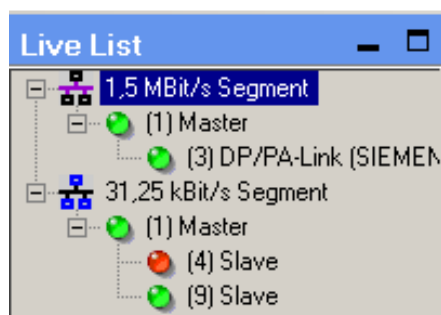 Live List
1,5 MBit/s Segment
(1) Master
(3) DP/PA-Link (SIEMEN
31,25 kBit/s Segment
(1) Master
(4) Slave
(9) Slave